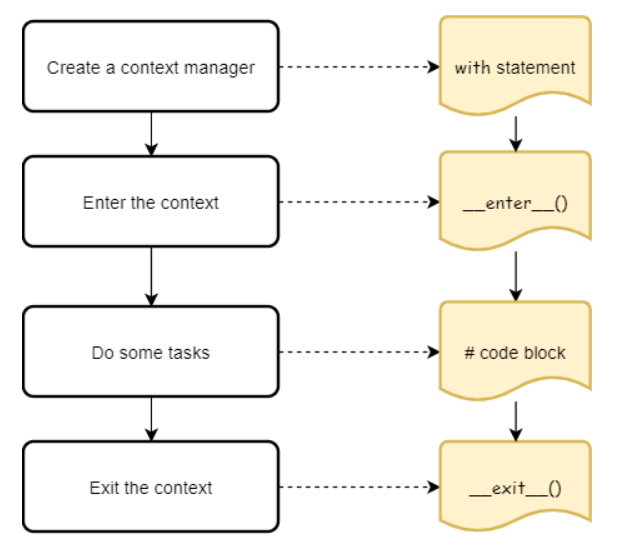 Create a context manager
with statement
Enter the context
__enter__()
Do some tasks
# code block
Exit the context
__exit__()